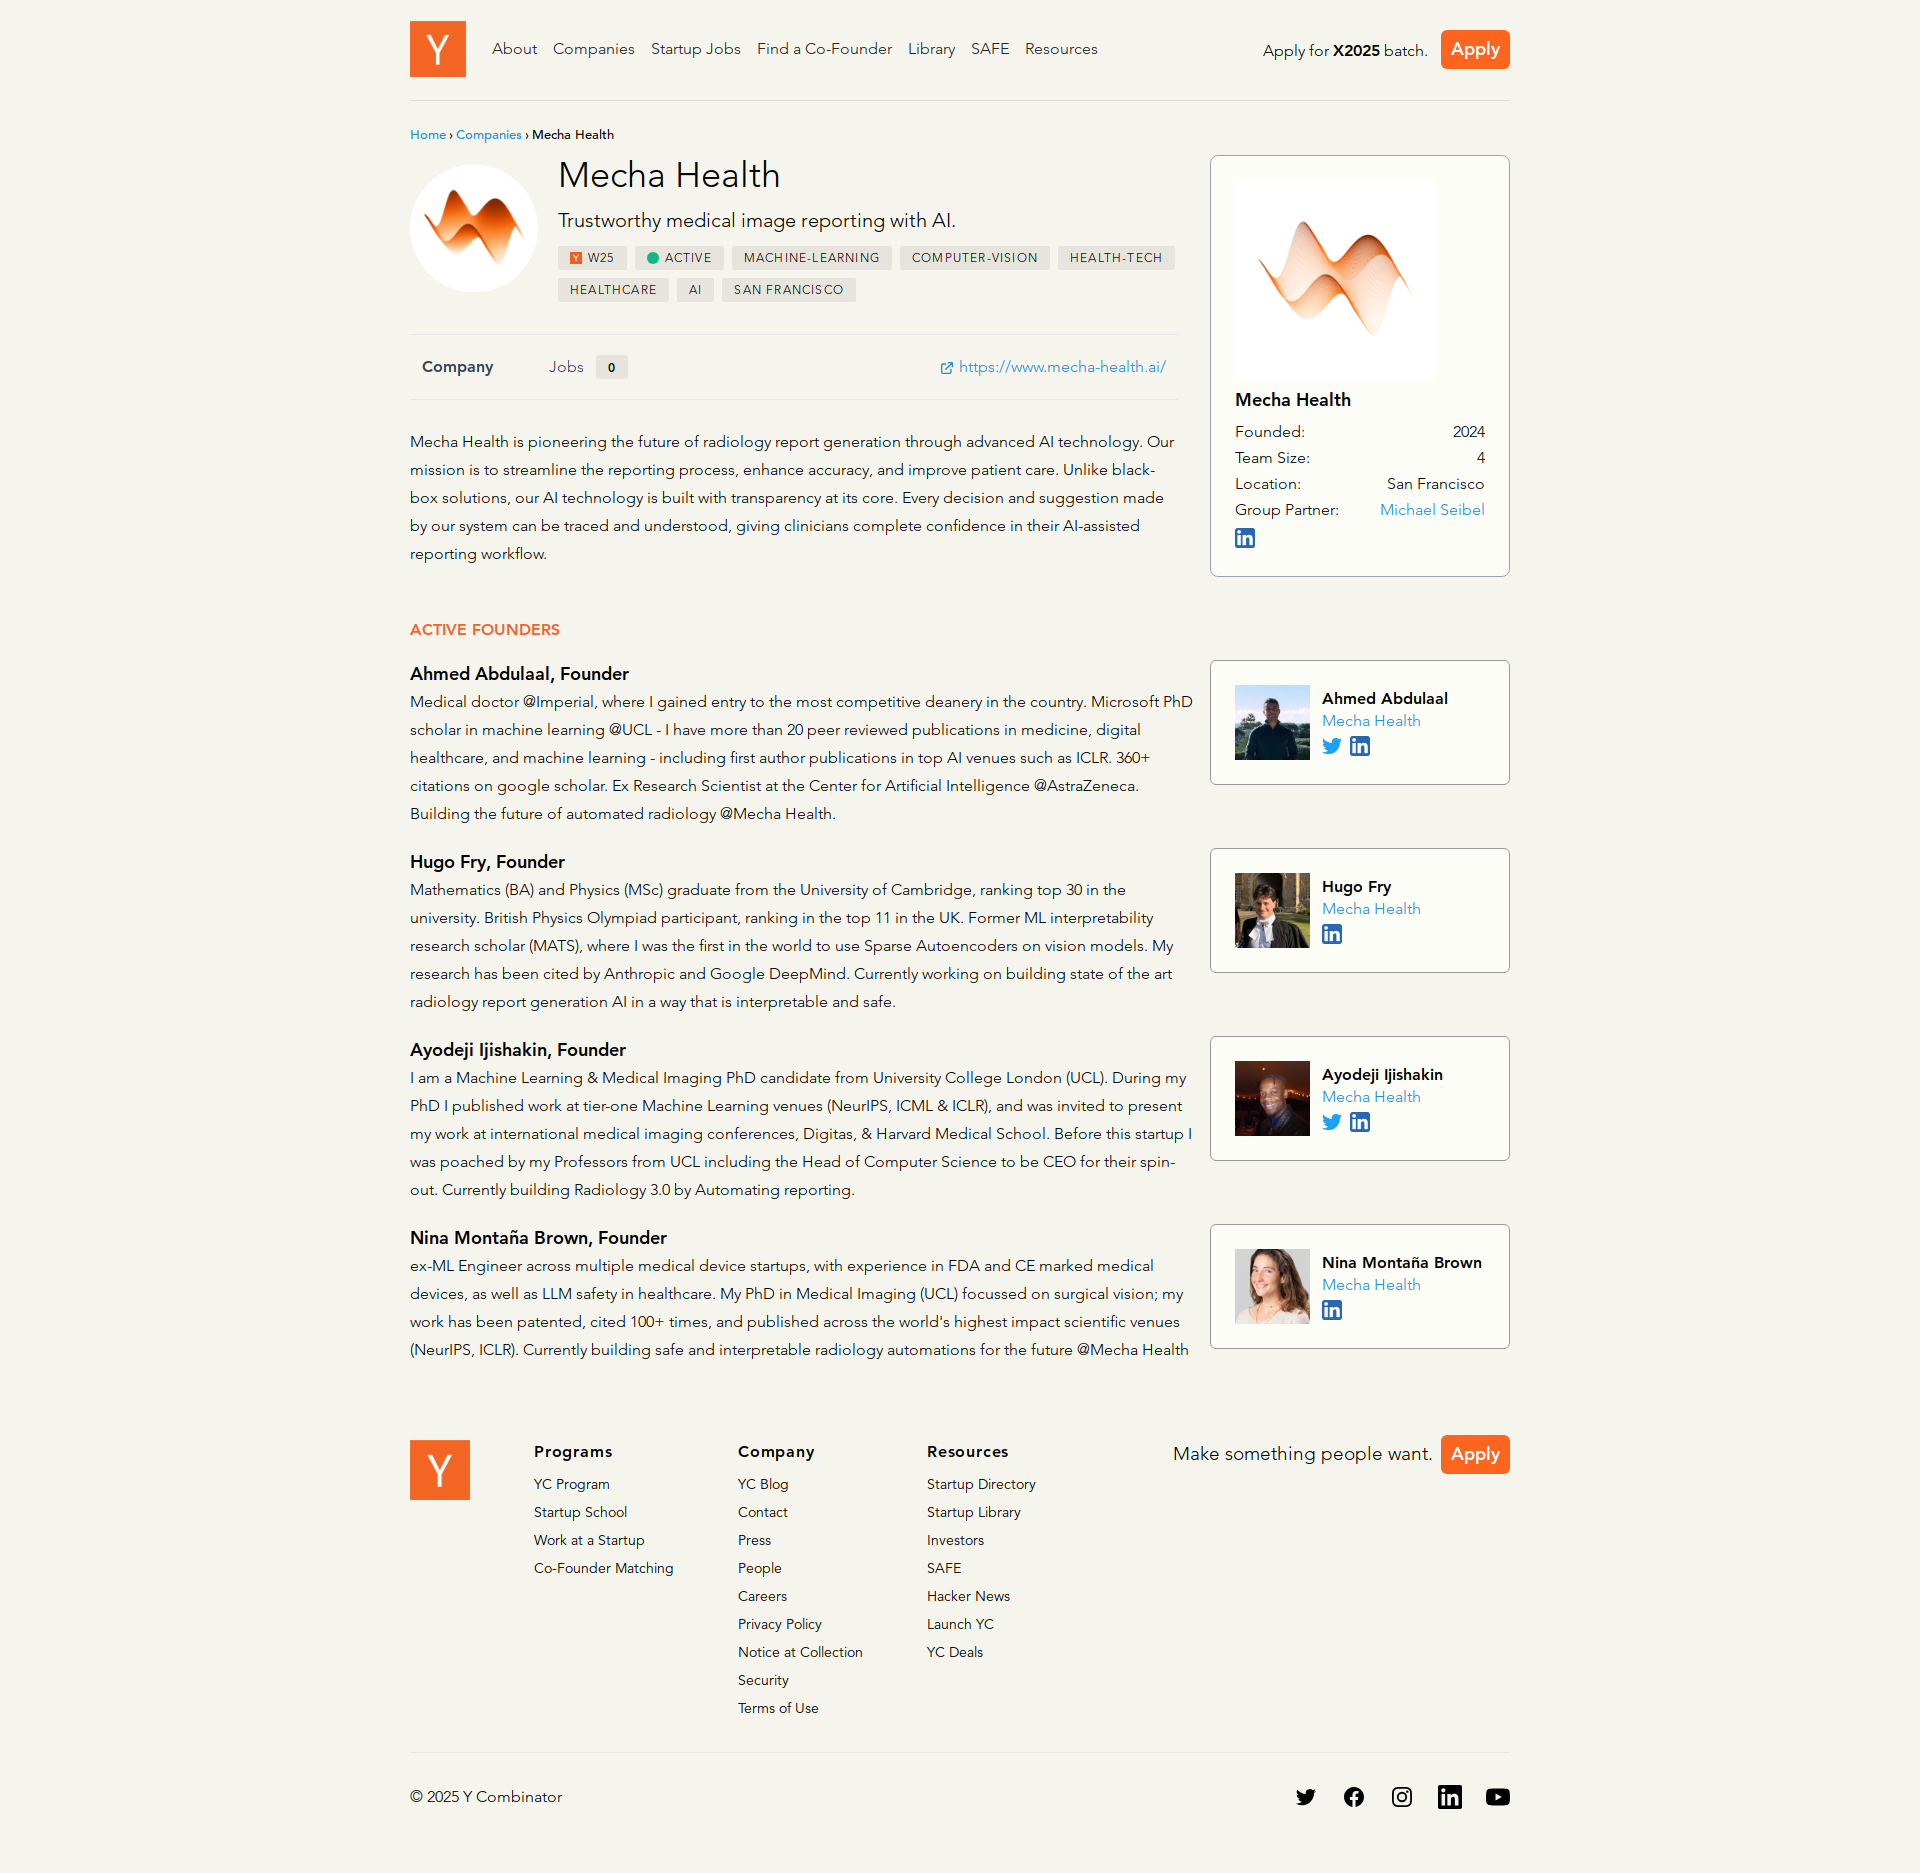 Y About Companies Startup Jobs Find a Co-Founder Library SAFE Resources Apply for X2025 batch. Apply
Home › Companies › Mecha Health
Mecha Health
Trustworthy medical image reporting with AI.
Y W25 ACTIVE MACHINE-LEARNING COMPUTER-VISION HEALTH-TECH
HEALTHCARE AI SAN FRANCISCO
Company Jobs 0 https://www.mecha-health.ai/
Mecha Health is pioneering the future of radiology report generation through advanced AI technology. Our
mission is to streamline the reporting process, enhance accuracy, and improve patient care. Unlike black-
box solutions, our AI technology is built with transparency at its core. Every decision and suggestion made
by our system can be traced and understood, giving clinicians complete confidence in their AI-assisted
reporting workflow.
Mecha Health
Founded: 2024
Team Size: 4
Location: San Francisco
Group Partner: Michael Seibel
in
ACTIVE FOUNDERS
Ahmed Abdulaal, Founder
Medical doctor @Imperial, where I gained entry to the most competitive deanery in the country. Microsoft PhD
scholar in machine learning @UCL - I have more than 20 peer reviewed publications in medicine, digital
healthcare, and machine learning - including first author publications in top AI venues such as ICLR. 360+
citations on google scholar. Ex Research Scientist at the Center for Artificial Intelligence @AstraZeneca.
Building the future of automated radiology @Mecha Health.
Ahmed Abdulaal
Mecha Health
in
Hugo Fry, Founder
Mathematics (BA) and Physics (MSc) graduate from the University of Cambridge, ranking top 30 in the
university. British Physics Olympiad participant, ranking in the top 11 in the UK. Former ML interpretability
research scholar (MATS), where I was the first in the world to use Sparse Autoencoders on vision models. My
research has been cited by Anthropic and Google DeepMind. Currently working on building state of the art
radiology report generation AI in a way that is interpretable and safe.
Hugo Fry
Mecha Health
in
Ayodeji Ijishakin, Founder
I am a Machine Learning & Medical Imaging PhD candidate from University College London (UCL). During my
PhD I published work at tier-one Machine Learning venues (NeurIPS, ICML & ICLR), and was invited to present
my work at international medical imaging conferences, Digitas, & Harvard Medical School. Before this startup I
was poached by my Professors from UCL including the Head of Computer Science to be CEO for their spin-
out. Currently building Radiology 3.0 by Automating reporting.
Ayodeji Ijishakin
Mecha Health
in
Nina Montaña Brown, Founder
ex-ML Engineer across multiple medical device startups, with experience in FDA and CE marked medical
devices, as well as LLM safety in healthcare. My PhD in Medical Imaging (UCL) focussed on surgical vision; my
work has been patented, cited 100+ times, and published across the world's highest impact scientific venues
(NeurIPS, ICLR). Currently building safe and interpretable radiology automations for the future @Mecha Health
Nina Montaña Brown
Mecha Health
in
Y
Programs
YC Program
Startup School
Work at a Startup
Co-Founder Matching
Company
YC Blog
Contact
Press
People
Careers
Privacy Policy
Notice at Collection
Security
Terms of Use
Resources
Startup Directory
Startup Library
Investors
SAFE
Hacker News
Launch YC
YC Deals
Make something people want. Apply
© 2025 Y Combinator
in